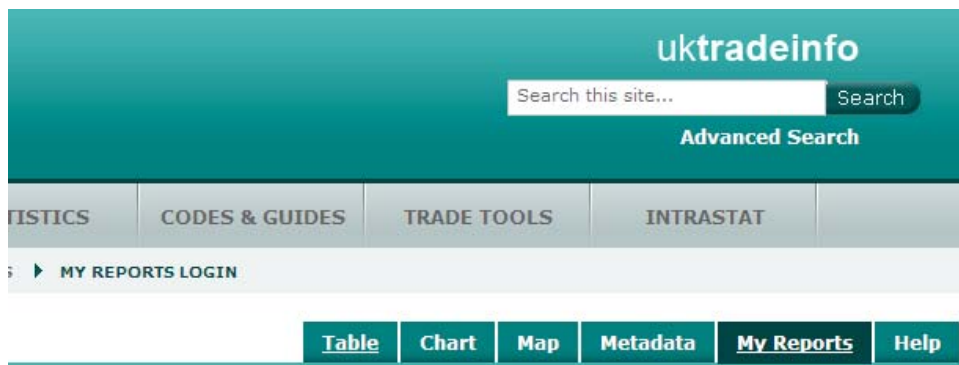 uktradeinfo
Search this site... Search
Advanced Search
TISTICS CODES & GUIDES TRADE TOOLS INTRASTAT
S MY REPORTS LOGIN
Table Chart Map Metadata My Reports Help